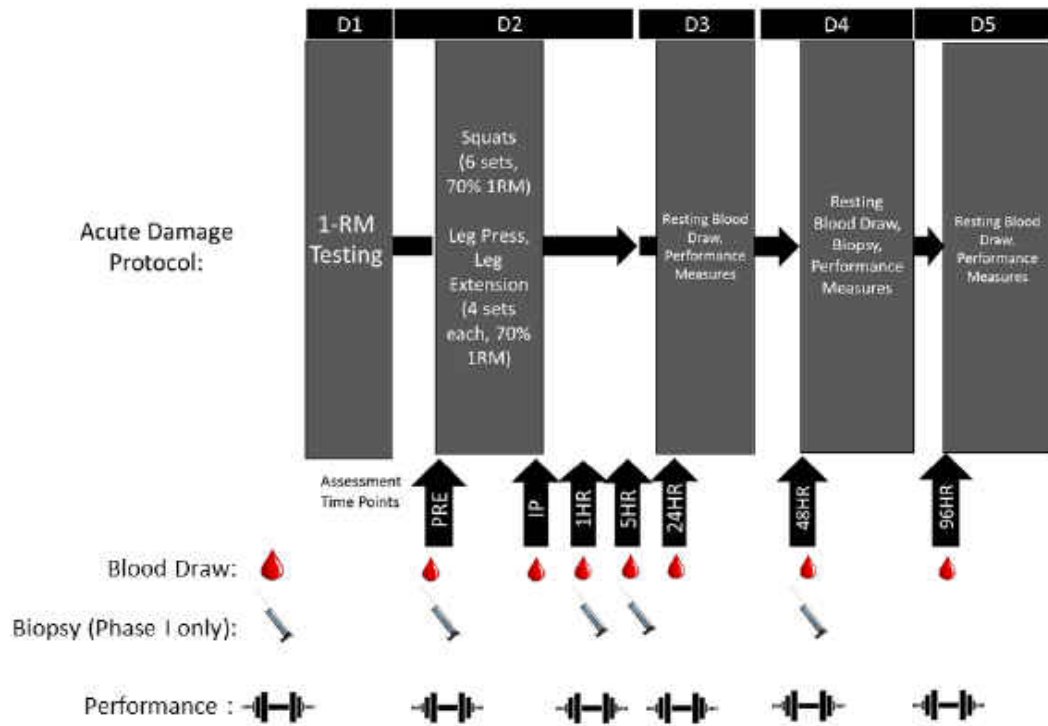 D1 D2 D3 D4 D5
Acute Damage
Protocol:
1-RM
Testing
Squats
(6 sets,
70% 1RM)
Leg Press,
Leg
Extension
(4 sets
each, 70%
1RM)
Resting Blood
Draw,
Performance
Measures
Resting
Blood Draw,
Biopsy,
Performance
Measures
Resting Blood
Draw,
Performance
Measures
Assessment
Time Points
PRE
IP
1HR
5HR
24HR
48HR
96HR
Blood Draw:
Biopsy (Phase I only):
Performance :